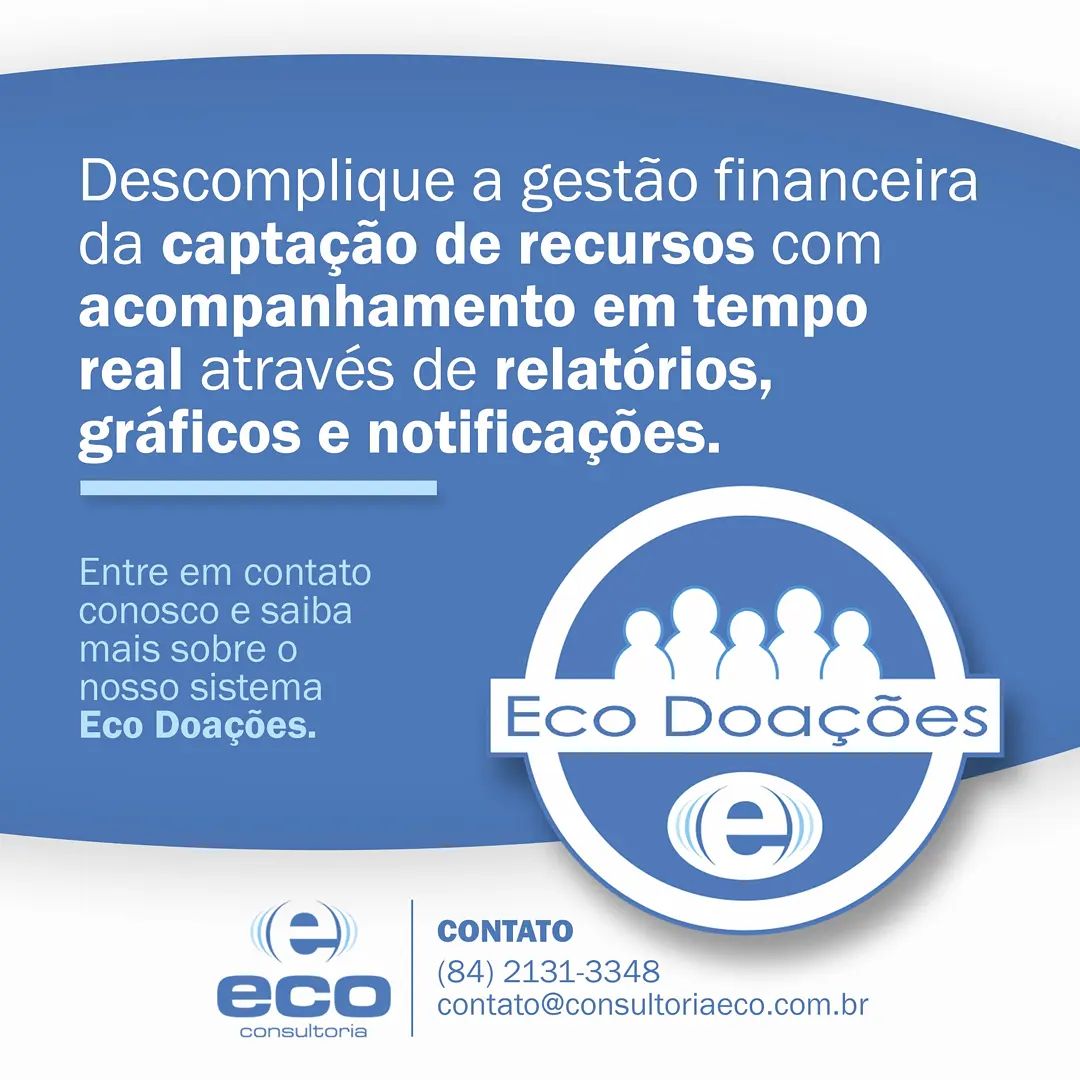 Descomplique a gestão financeira
da captação de recursos com
acompanhamento em tempo
real através de relatórios,
gráficos e notificações.
Entre em contato
conosco e saiba
mais sobre o
nosso sistema
Eco Doações.
Eco Doações
e
e
eco
consultoria
CONTATO
(84) 2131-3348
contato@consultoriaeco.com.br